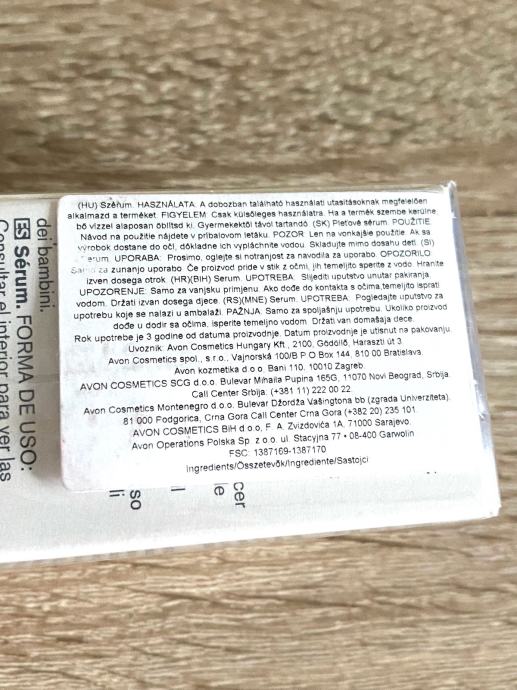 (HU) Szérum. HASZNÁLATA. A dobozban található használati utasításoknak megfelelően
alkalmazd a terméket. FIGYELEM. Csak külsőleges használatra. Ha a termék szembe kerülne,
bő vízzel alaposan öblítsd ki. Gyermekektől távol tartandó. (SK) Pleťové sérum. POUŽITIE
Návod na použitie nájdete v príbalovom letáku. POZOR. Len na vonkajšie použitie. Ak sa
výrobok dostane do očí, dôkladne ich vypláchnite vodou. Skladujte mimo dosahu detí. (SI)
erum. UPORABA: Prosimo, oglejte si notranjost za navodila za uporabo. OPOZORILO
Samo za zunanjo uporabo. Če proizvod pride v stik z očmi, jih temeljito sperite z vodo. Hranite
izven dosega otrok. (HR)(BIH) Serum. UPOTREBA: Slijediti uputstvo unutar pakiranja.
UPOZORENJE: Samo za vanjsku primjenu. Ako dođe do kontakta s očima,temeljito isprati
vodom. Držati izvan dosega djece. (RS)(MNE) Serum. UPOTREBA. Pogledajte uputstvo za
upotrebu koje se nalazi u ambalaži. PAŽNJA. Samo za spoljašnju upotrebu. Ukoliko proizvod
dođe u dodir sa očima, isperite temeljno vodom. Držati van domašaja dece.
Rok upotrebe je 3 godine od datuma proizvodnje. Datum proizvodnje je utisnut na pakovanju.
Uvoznik: Avon Cosmetics Hungary Kft., 2100, Gödöllő, Haraszti út 3.
Avon Cosmetics spol., s.r.o., Vajnorská 100/B P.O Box 144, 810 00 Bratislava.
Avon kozmetika d.o.o. Bani 110, 10010 Zagreb.
AVON COSMETICS SCG d.o.o. Bulevar Mihaila Pupina 165G, 11070 Novi Beograd, Srbija.
Call Center Srbija: (+381 11) 222 00 22.
Avon Cosmetics Montenegro d.o.o. Bulevar Džordža Vašingtona bb (zgrada Univerziteta).
81 000 Podgorica, Crna Gora Call Center Crna Gora (+382 20) 235 101.
AVON COSMETICS BiH d.o.o, F. A. Zvizdovića 1A, 71000 Sarajevo.
Avon Operations Polska Sp. z o.o. ul. Stacyjna 77 • 08-400 Garwolin
FSC: 1387169-1387170
Ingredients/Összetevők/Ingrediente/Sastojci
dei bambini.
ES Sérum. FORMA DE USO:
Consultar el interior para ver las
cer
le
l
so
li